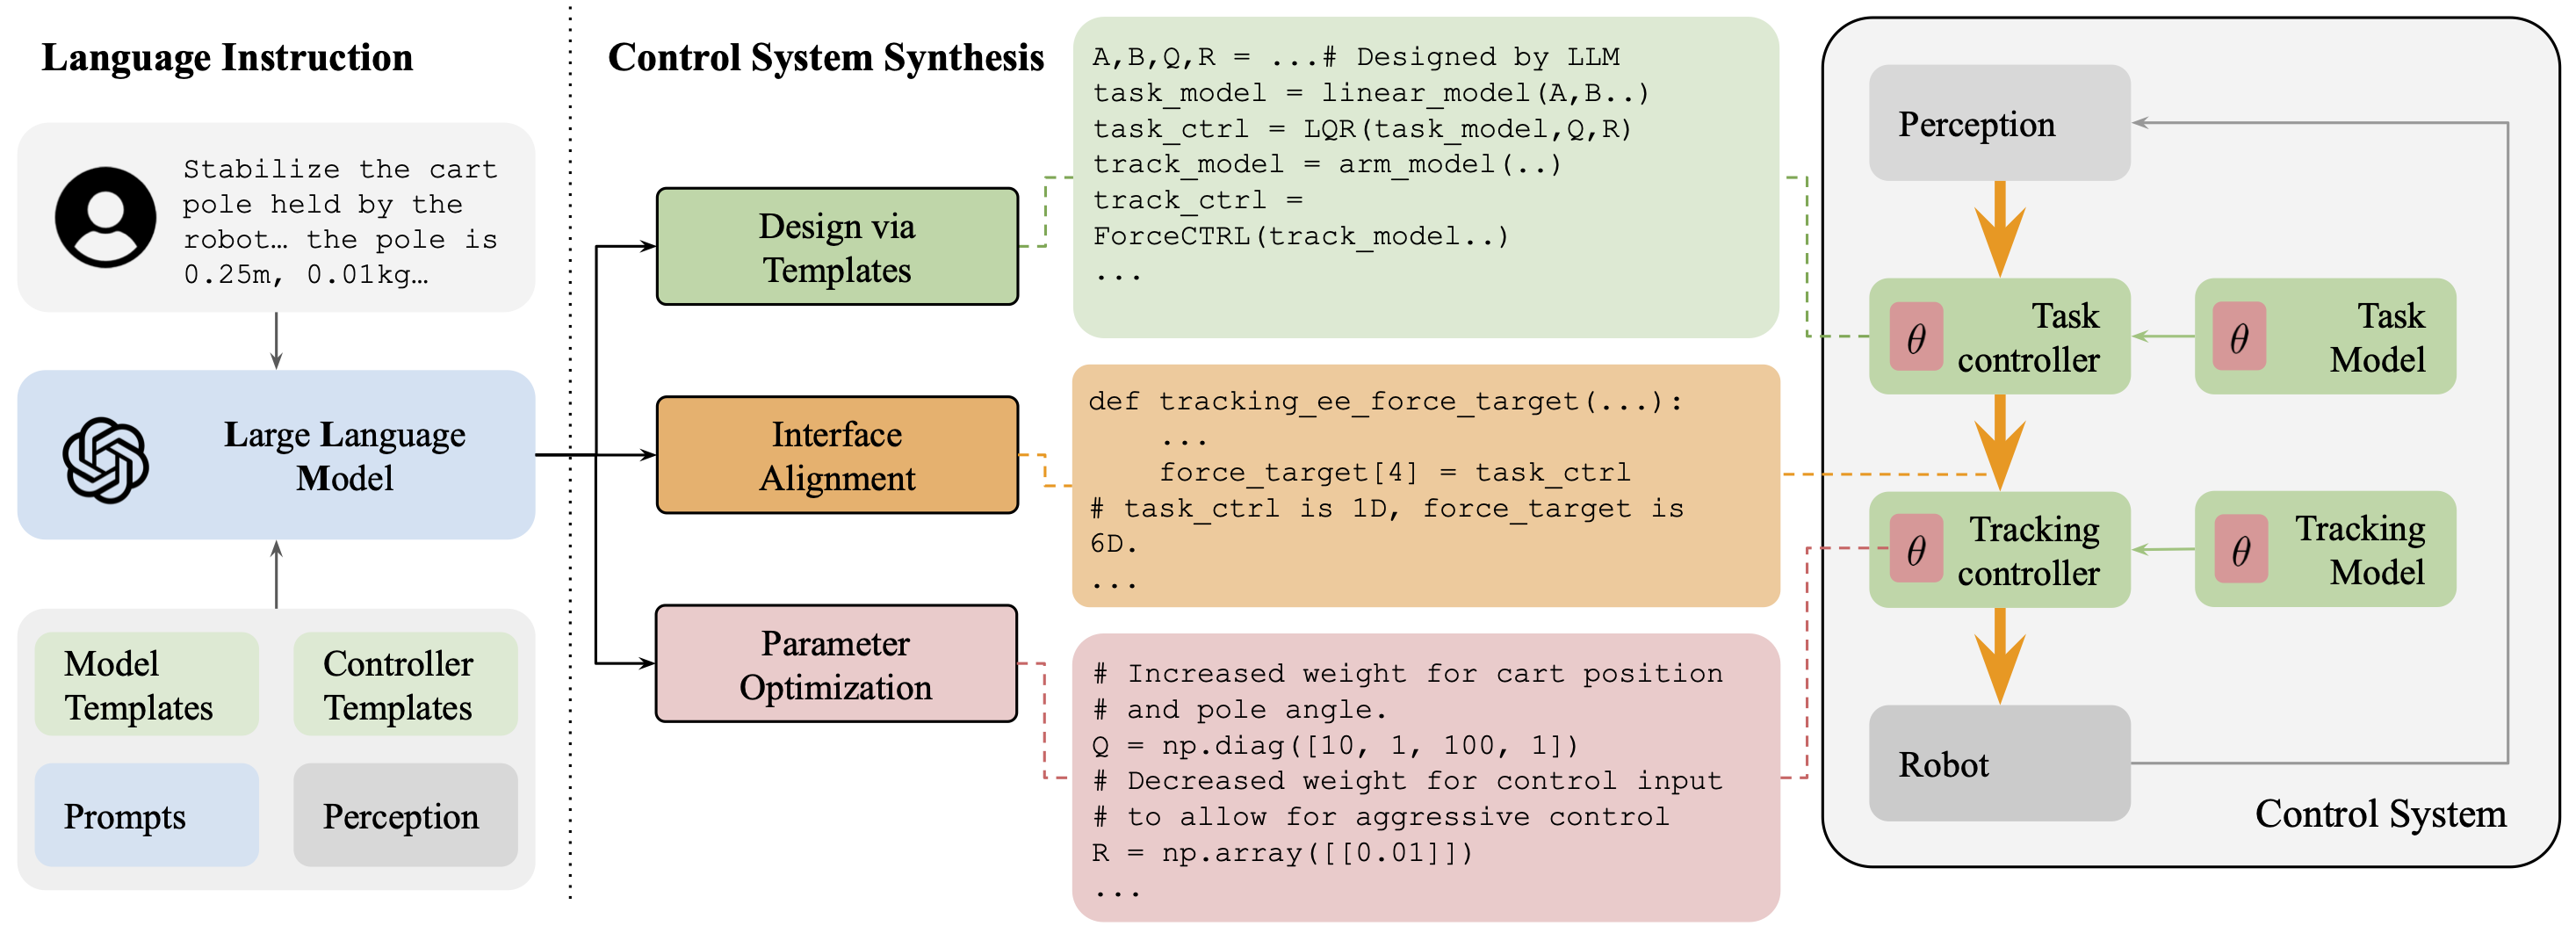 Language Instruction
Stabilize the cart
pole held by the
robot… the pole is
0.25m, 0.01kg…
Large Language
Model
Model
Templates
Controller
Templates
Prompts
Perception
Control System Synthesis
Design via
Templates
Interface
Alignment
Parameter
Optimization
A,B,Q,R = ...# Designed by LLM
task_model = linear_model(A,B..)
task_ctrl = LQR(task_model,Q,R)
track_model = arm_model(..)
track_ctrl =
ForceCTRL(track_model..)
...
def tracking_ee_force_target(...):
    ...
    force_target[4] = task_ctrl
# task_ctrl is 1D, force_target is
6D.
...
# Increased weight for cart position
# and pole angle.
Q = np.diag([10, 1, 100, 1])
# Decreased weight for control input
# to allow for aggressive control
R = np.array([[0.01]])
...
Perception
θ
Task
controller
θ
Task
Model
θ
Tracking
controller
θ
Tracking
Model
Robot
Control System